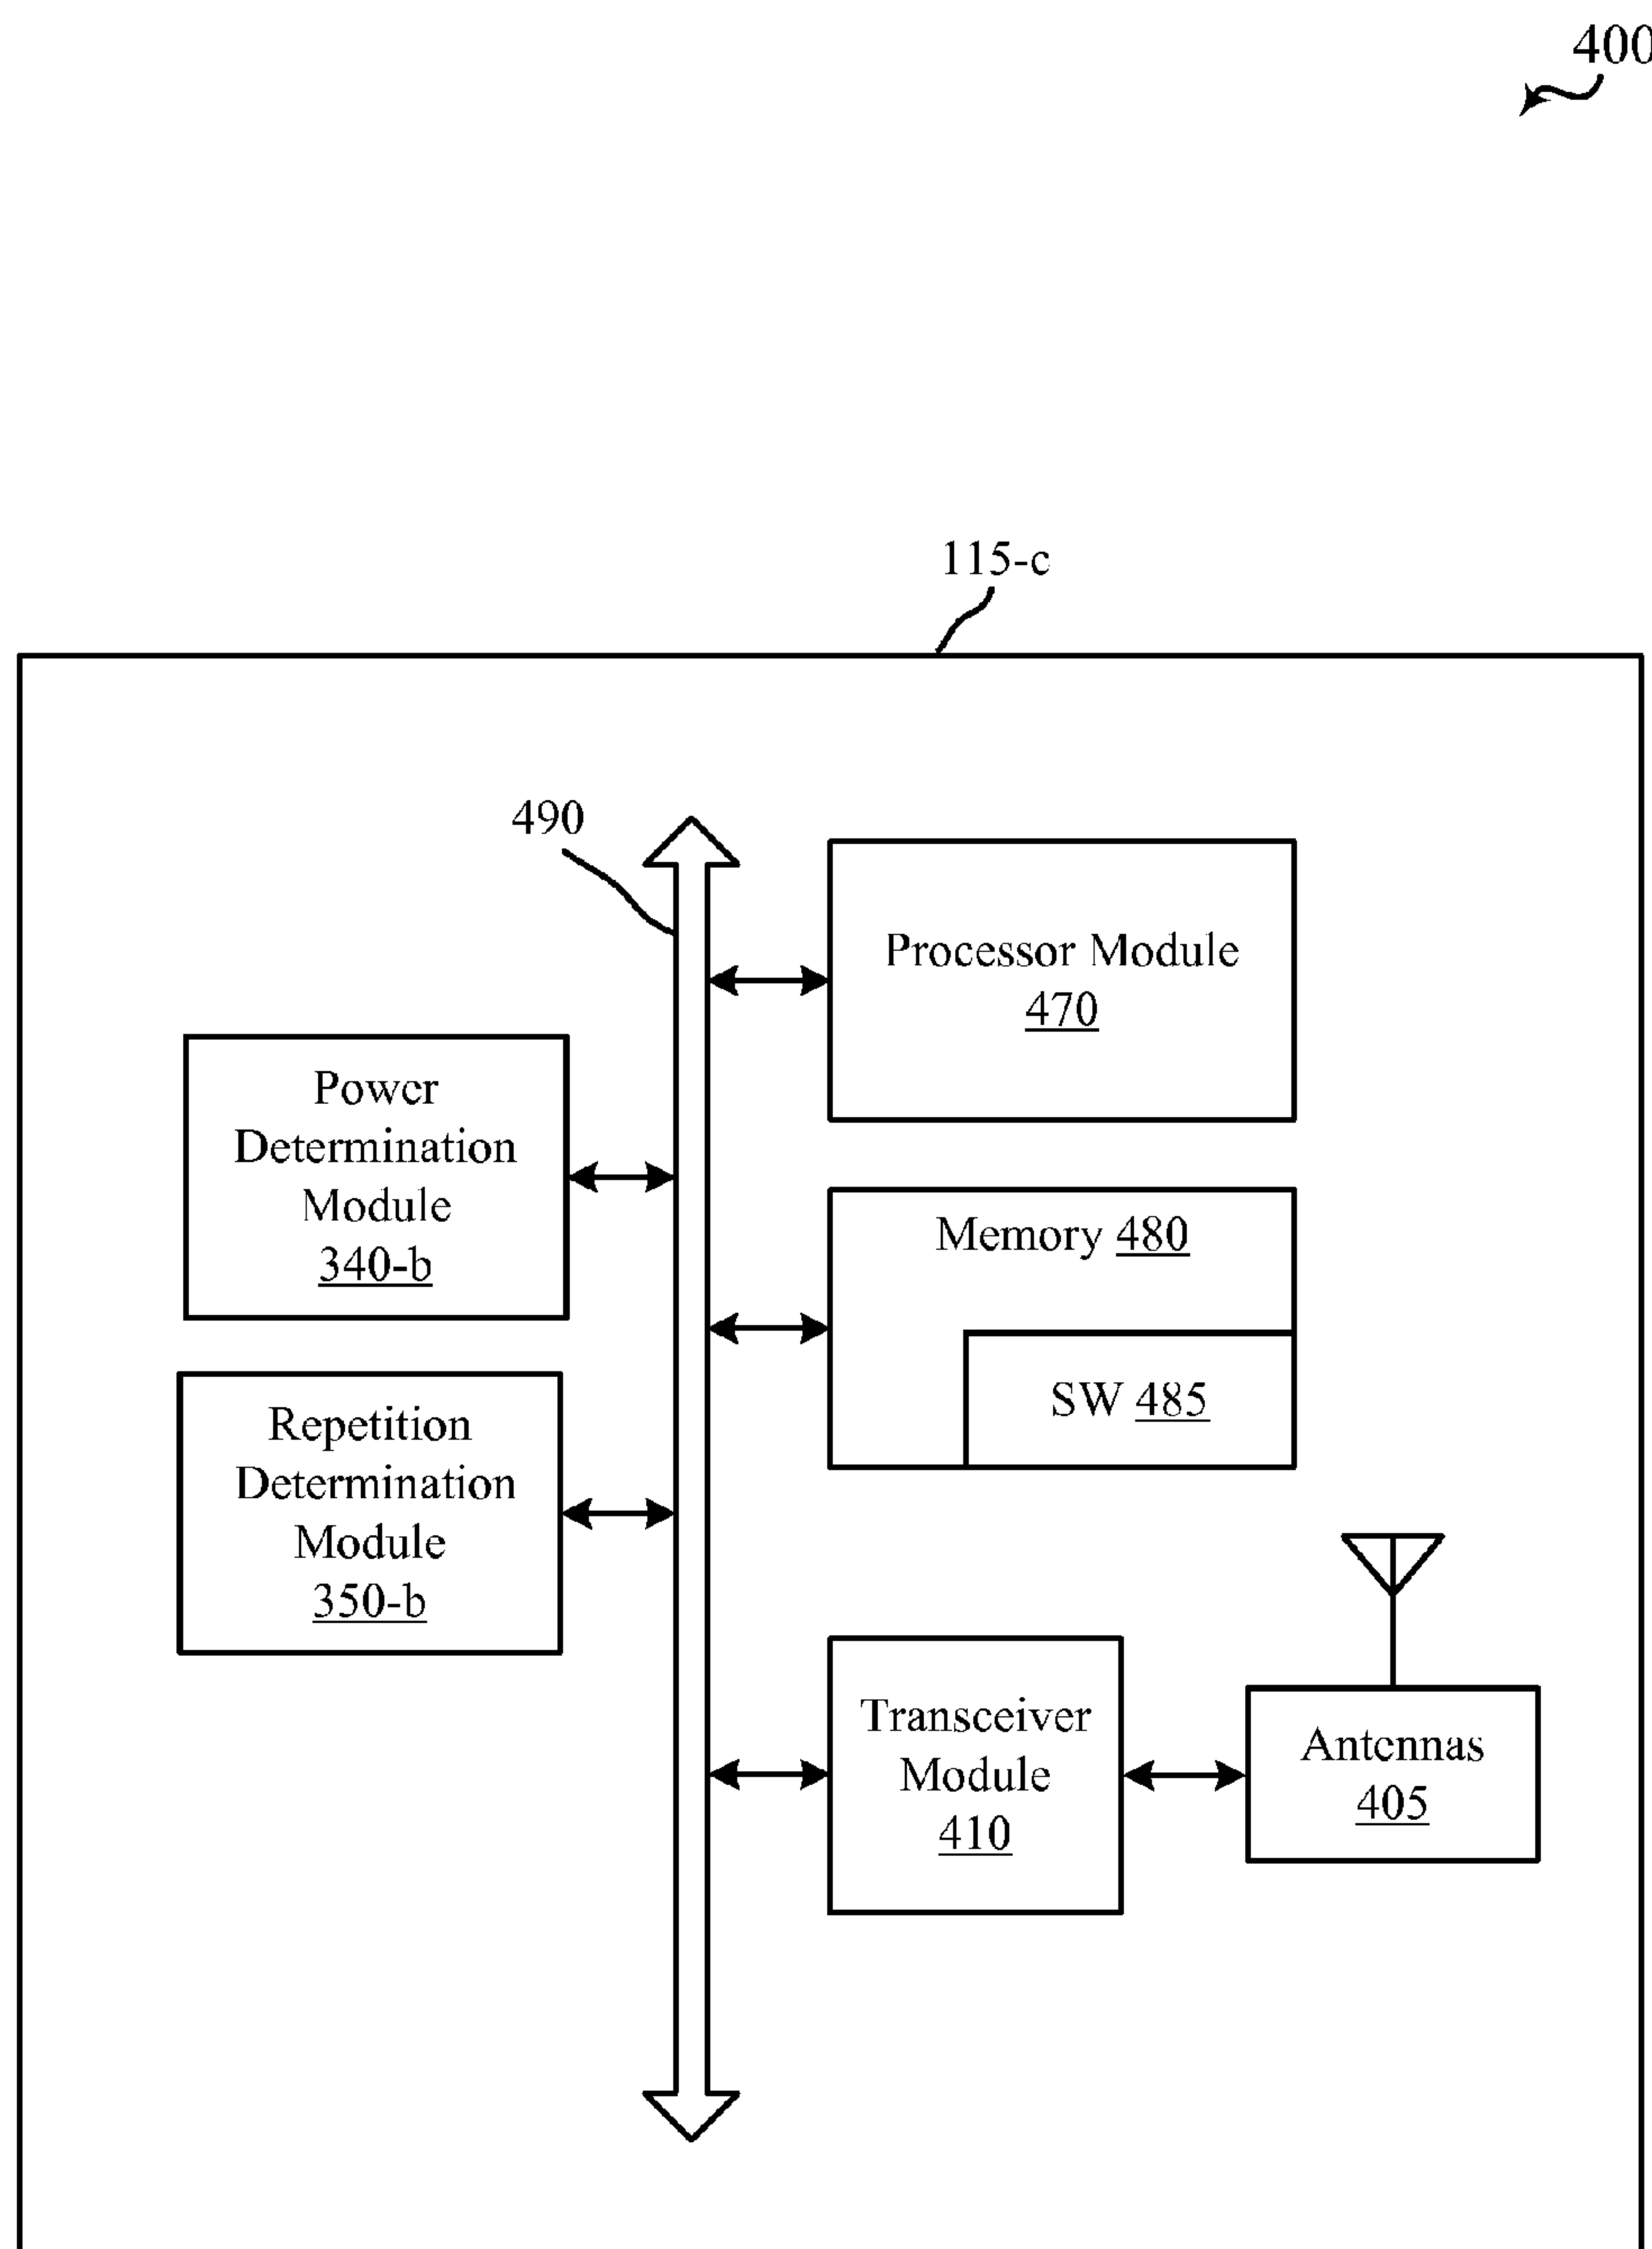 400
115-c
490
Processor Module
470
Power
Determination
Module
340-b
Memory 480
SW 485
Repetition
Determination
Module
350-b
Transceiver
Module
410
Antennas
405